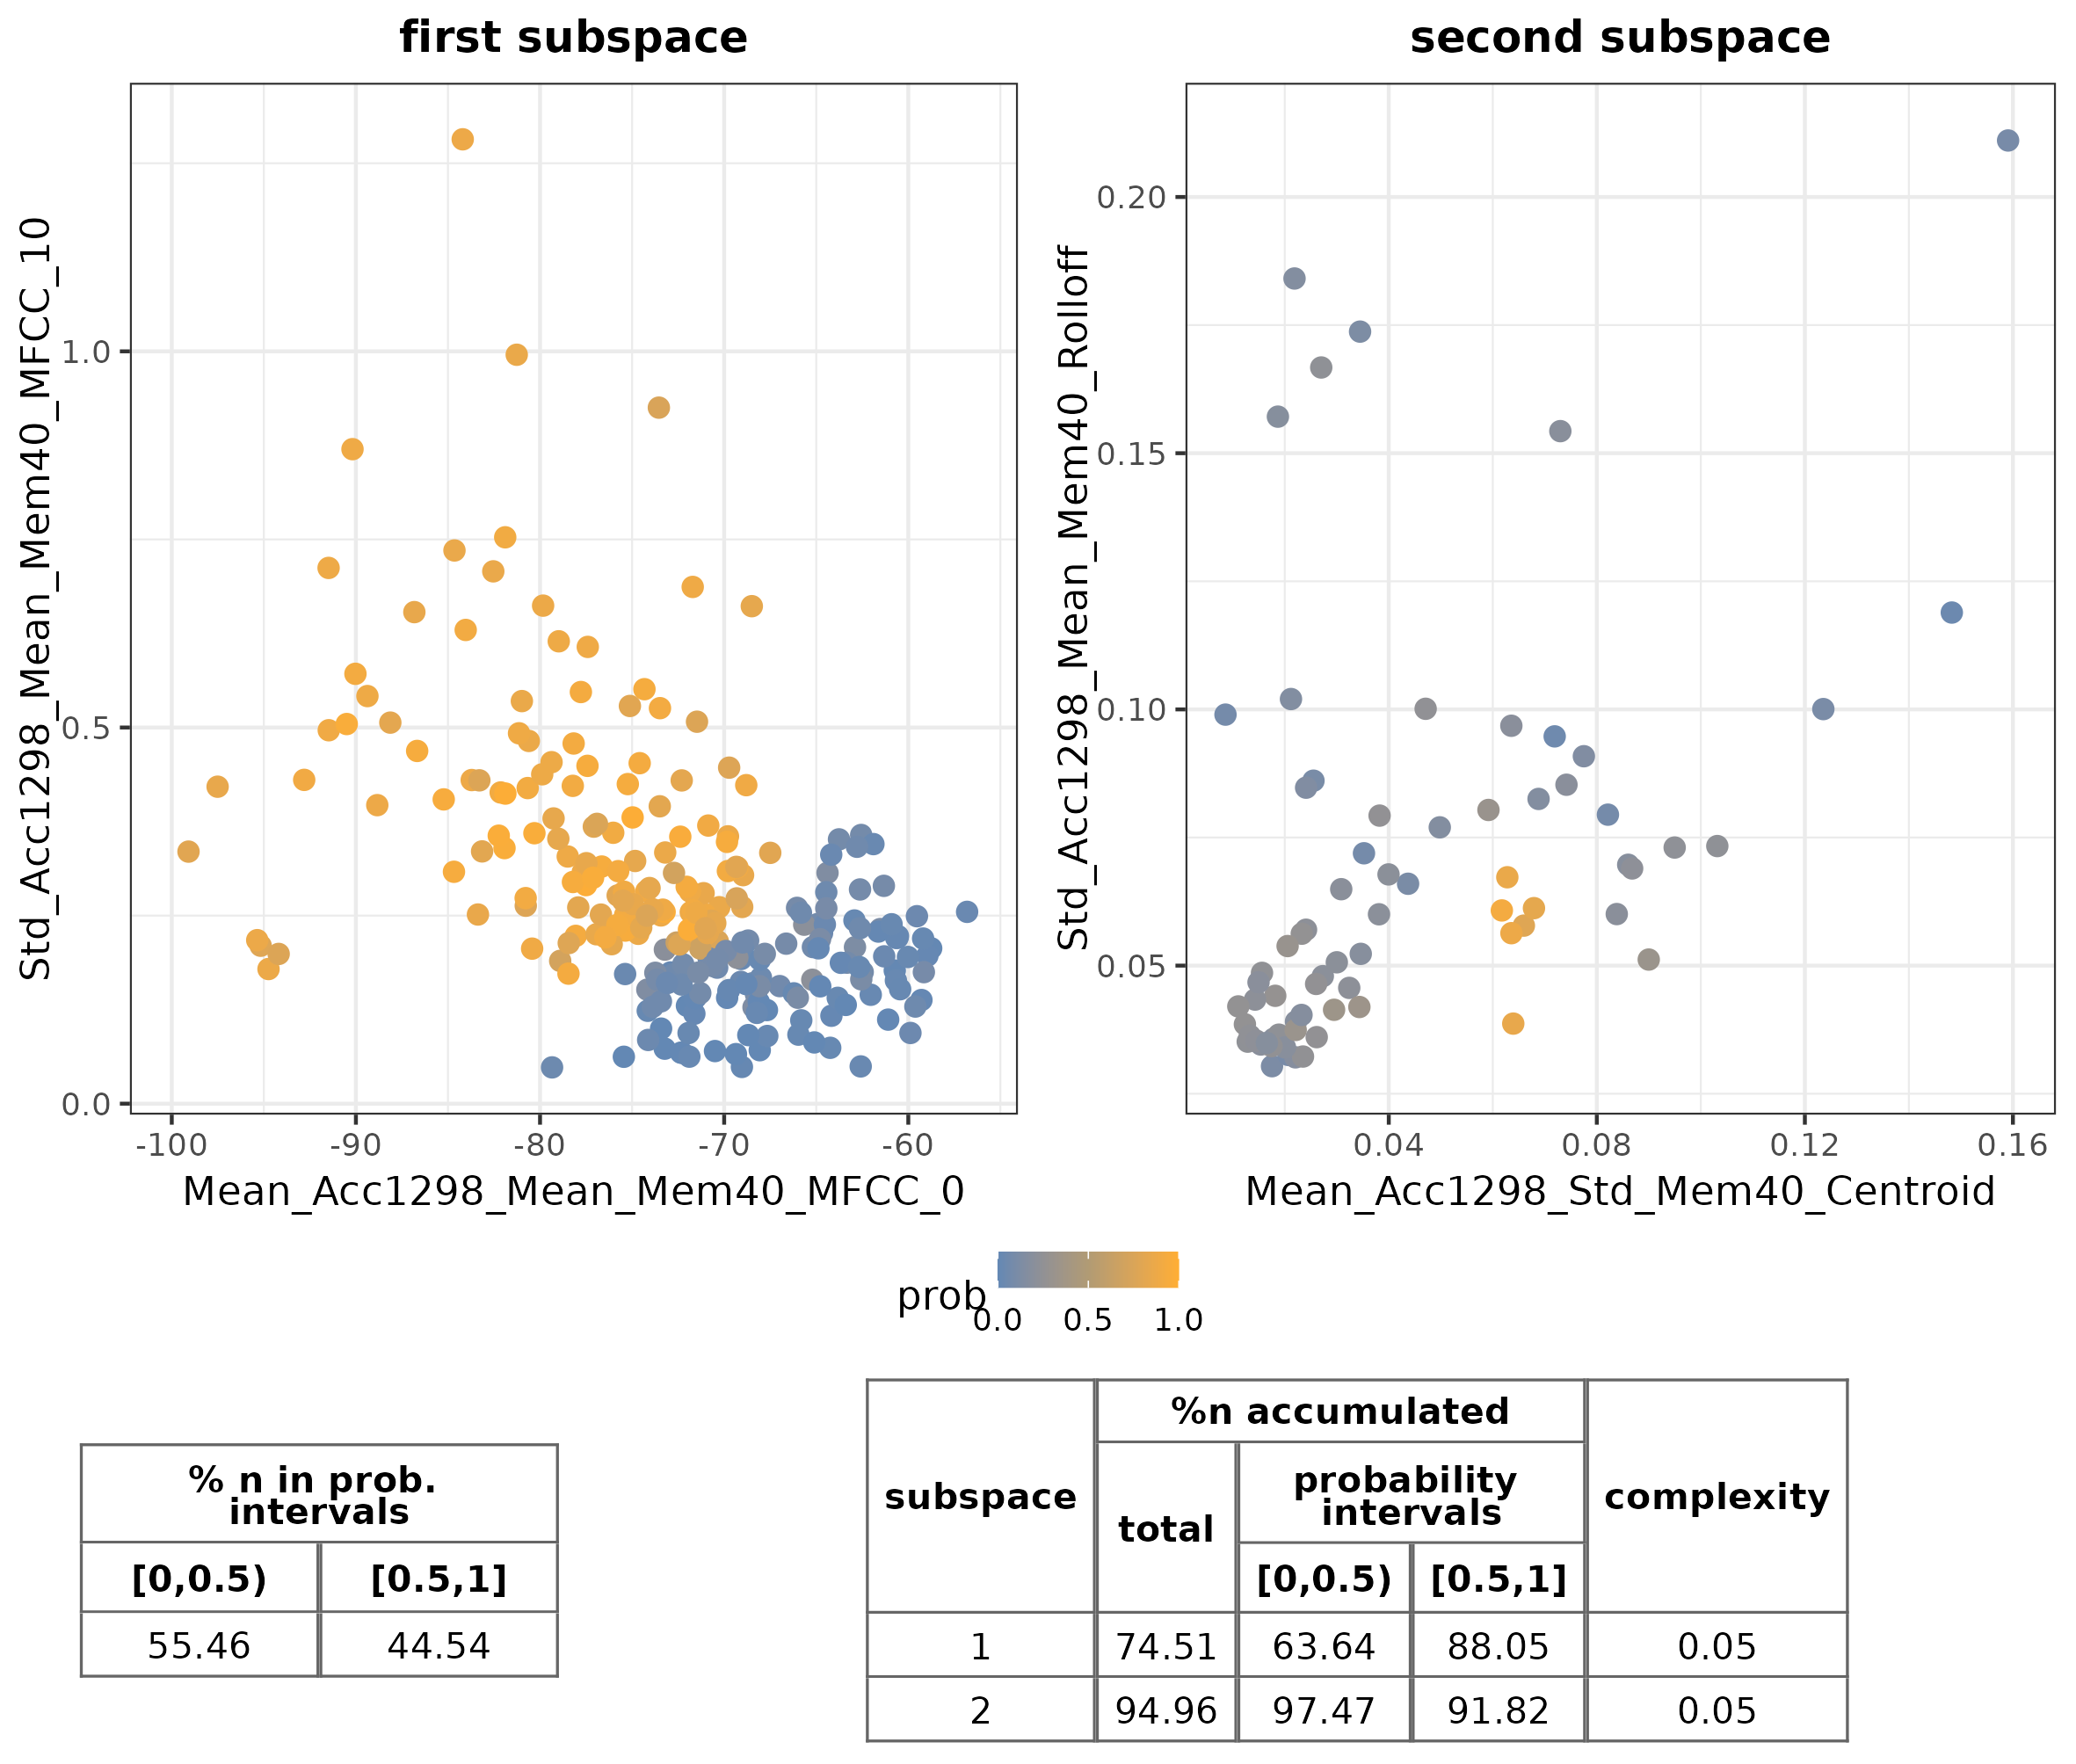 first subspace
second subspace
Std_Acc1298_Mean_Mem40_MFCC_10
1.0
0.5
0.0
-100 -90 -80 -70 -60
Mean_Acc1298_Mean_Mem40_MFCC_0
Std_Acc1298_Mean_Mem40_Rolloff
0.20
0.15
0.10
0.05
0.04 0.08 0.12 0.16
Mean_Acc1298_Std_Mem40_Centroid
prob
0.0 0.5 1.0
% n in prob.
intervals
[0,0.5) [0.5,1]
55.46 44.54
subspace
%n accumulated
total
probability
intervals
[0,0.5) [0.5,1]
complexity
1 74.51 63.64 88.05 0.05
2 94.96 97.47 91.82 0.05